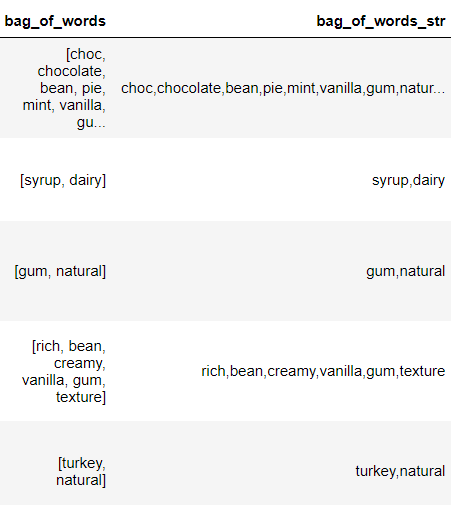 bag_of_words bag_of_words_str
[choc,
chocolate,
bean, pie,
mint, vanilla,
gu...
choc,chocolate,bean,pie,mint,vanilla,gum,natur...
[syrup, dairy] syrup,dairy
[gum, natural] gum,natural
[rich, bean,
creamy,
vanilla, gum,
texture]
rich,bean,creamy,vanilla,gum,texture
[turkey,
natural]
turkey,natural